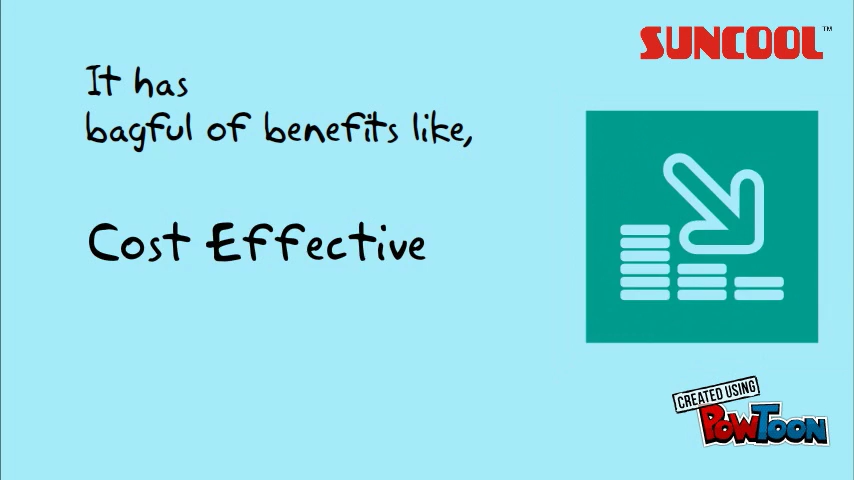 SUNCOOL™
It has
bagful of benefits like,
Cost Effective
CREATED USING
POWTOON